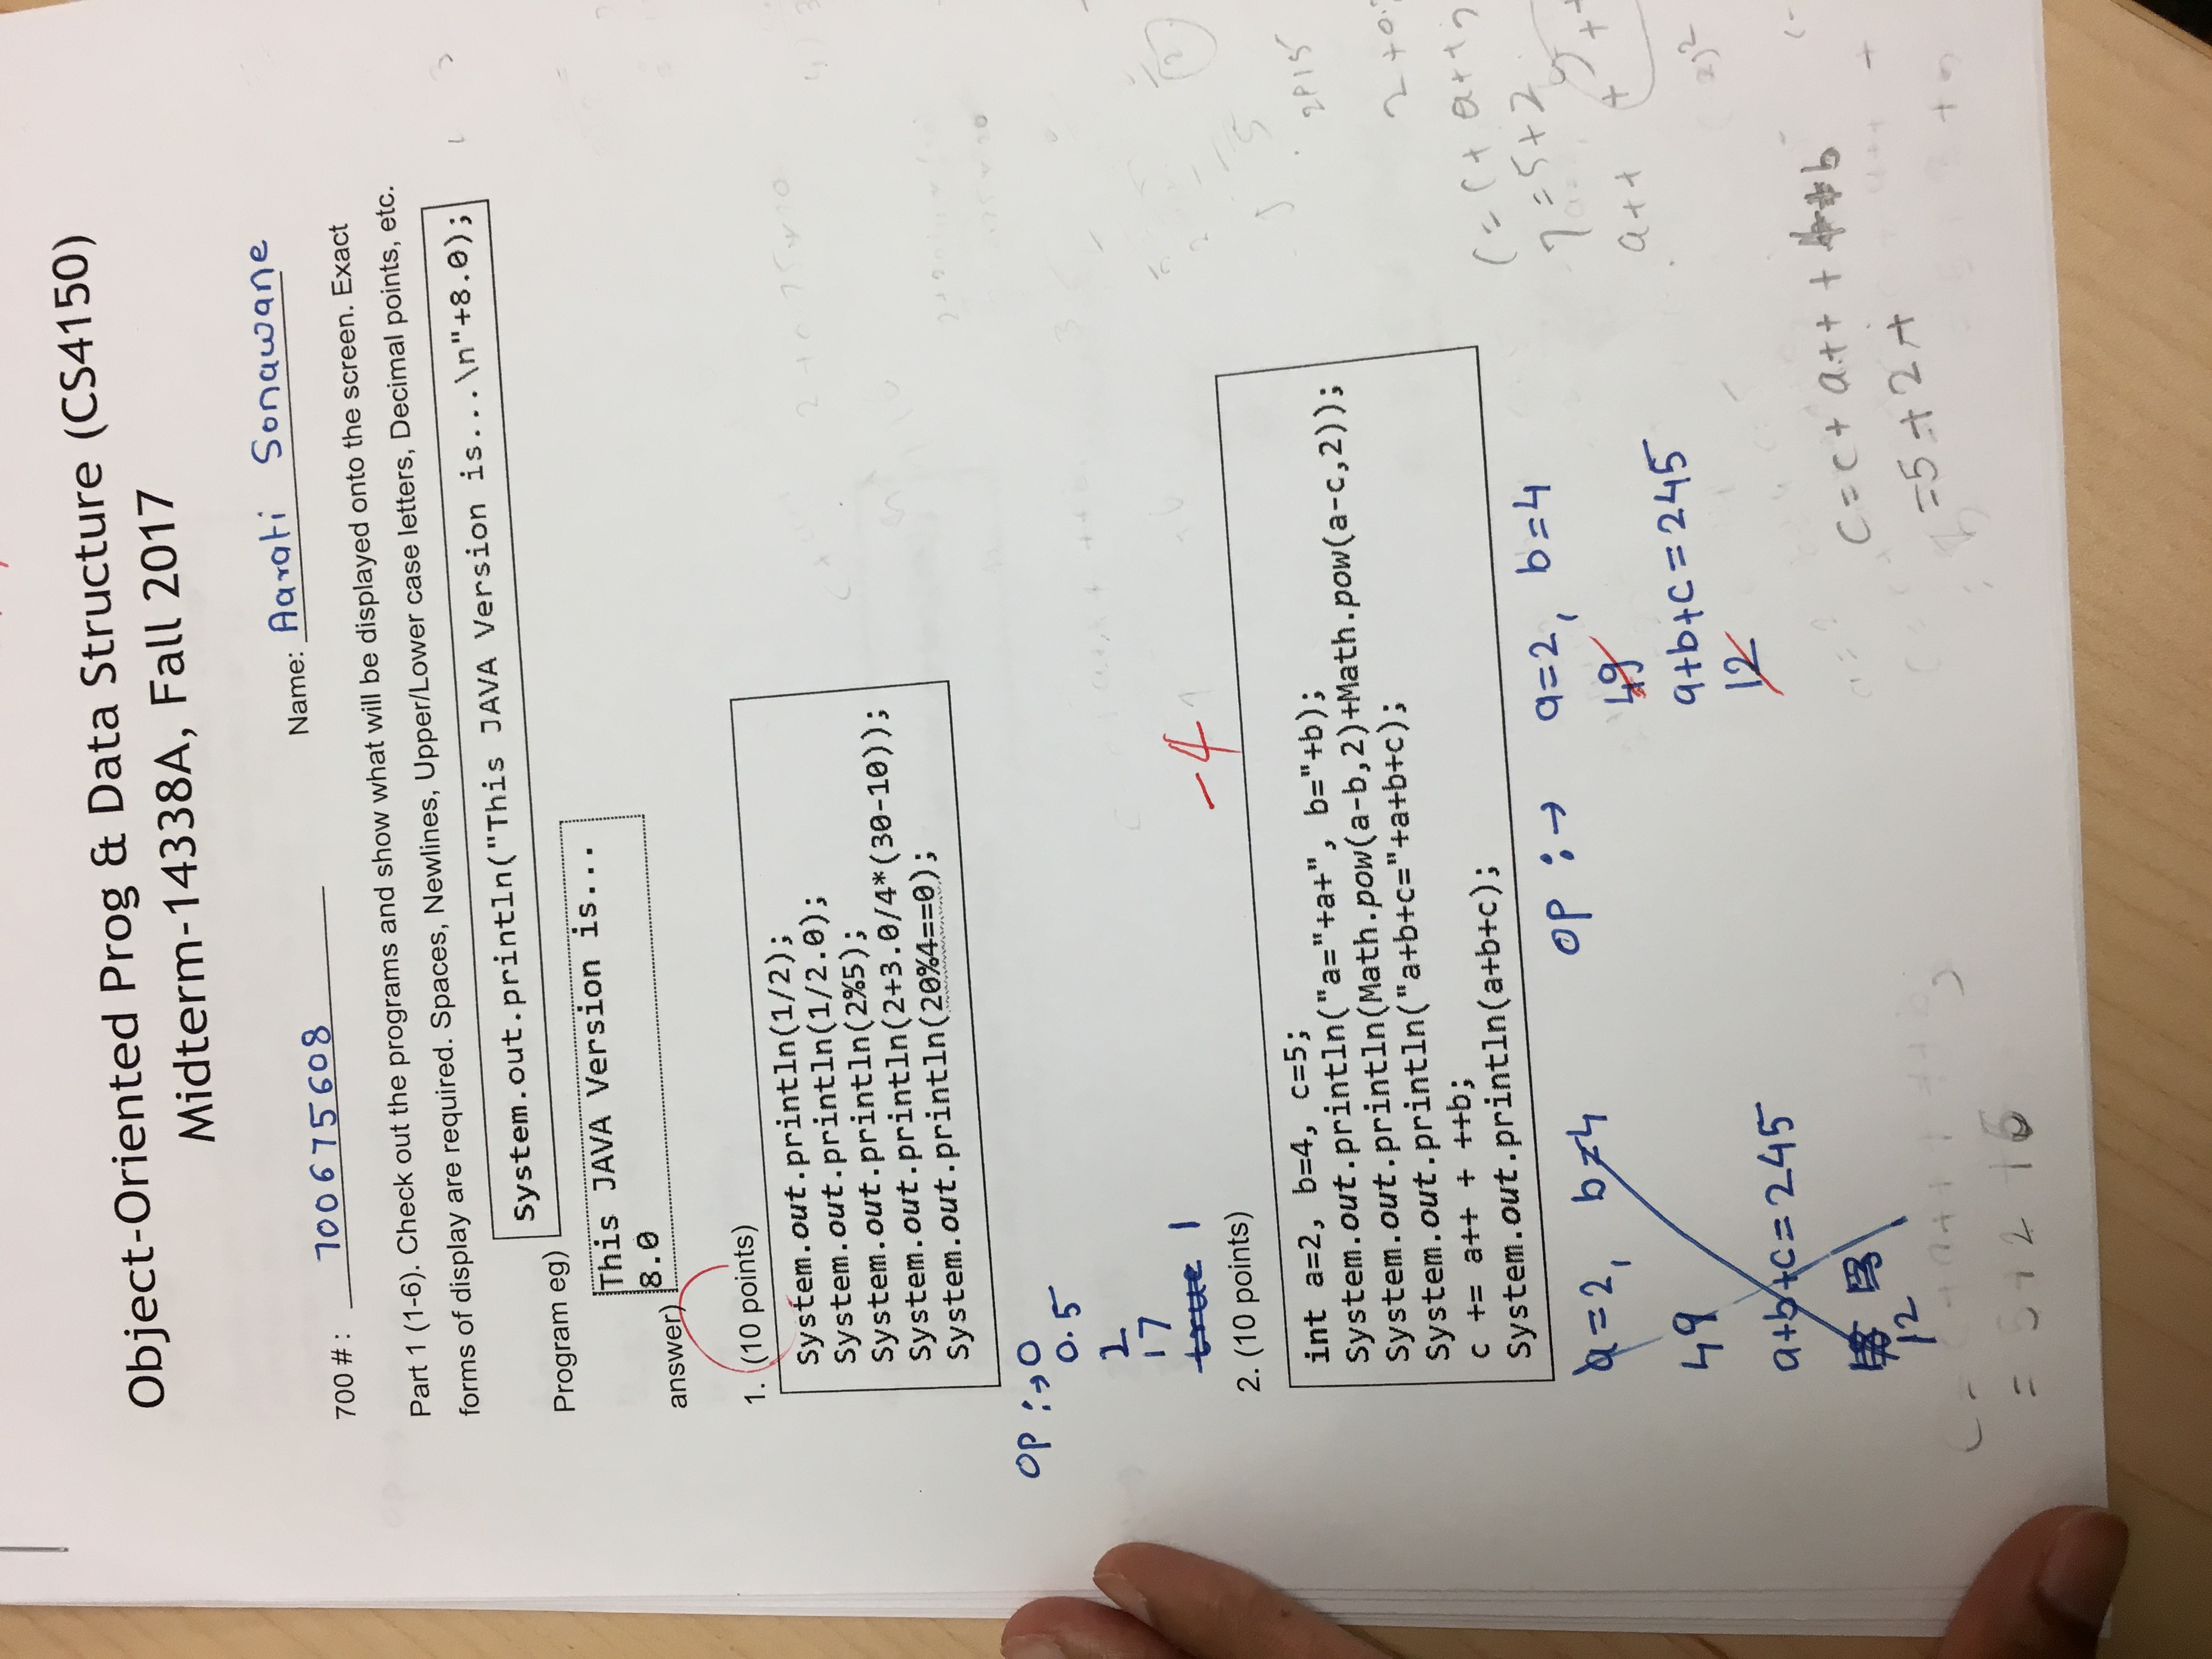 Object-Oriented Prog & Data Structure (CS4150)
Midterm-14338A, Fall 2017
700 # : 700675608 Name: Aarati Sonawane
Part 1 (1-6). Check out the programs and show what will be displayed onto the screen. Exact
forms of display are required. Spaces, Newlines, Upper/Lower case letters, Decimal points, etc.
Program eg) System.out.println("This JAVA Version is...\n"+8.0);
This JAVA Version is...
answer) 8.0
1. (10 points)
System.out.println(1/2);
System.out.println(1/2.0);
System.out.println(2%5);
System.out.println(2+3.0/4*(30-10));
System.out.println(20%4==0);
OP :→ 0
0.5
2
17
true 1
-4
2. (10 points)
int a=2, b=4, c=5;
System.out.println("a="+a+", b="+b);
System.out.println(Math.pow(a-b,2)+Math.pow(a-c,2));
System.out.println("a+b+c="+a+b+c);
c += a++ + ++b;
System.out.println(a+b+c);
a=2, b=4
49
a+b+c=245
12
OP :→ a=2, b=4
49
a+b+c=245
12
C=C+a++
7=5+2
a++ +
C=C+a++ + b
=5+2+
=5+2+6